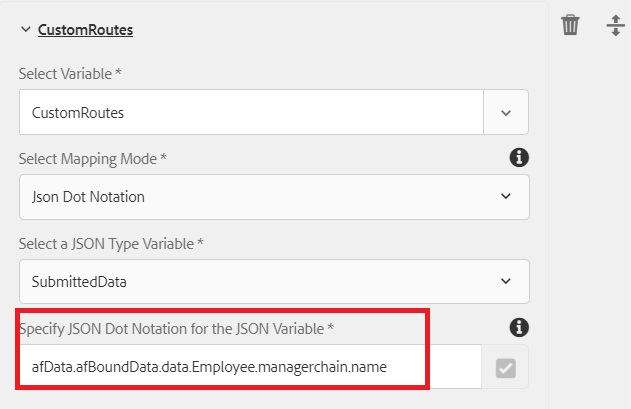 CustomRoutes
Select Variable *
CustomRoutes
Select Mapping Mode *
Json Dot Notation
Select a JSON Type Variable *
SubmittedData
Specify JSON Dot Notation for the JSON Variable *
afData.afBoundData.data.Employee.managerchain.name